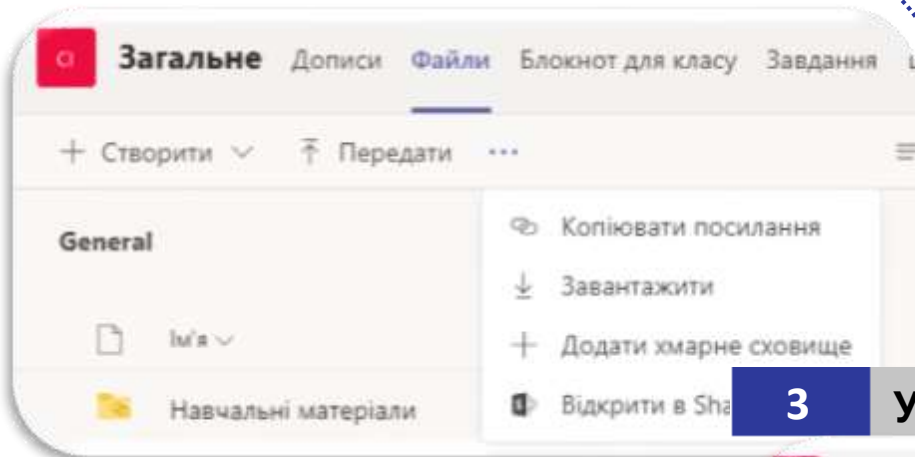 CI Загальне Дописи Файли Блокнот для класу Завдання
+ Створити Передати ...
General
Копіювати посилання
Завантажити
Ім'я
+ Додати хмарне сховище
Навчальні матеріали
Відкрити в Sha
3 У